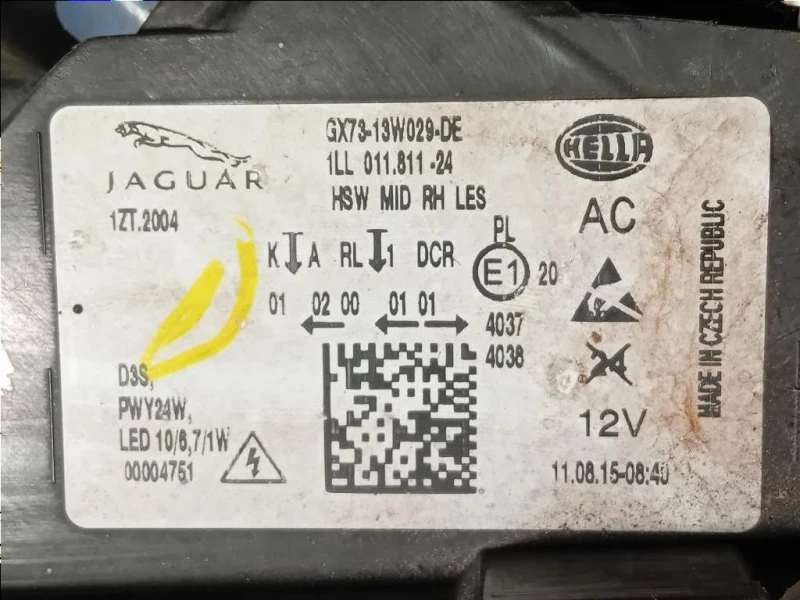 JAGUAR
GX73-13W029-DE
1LL 011.811-24
HSW MID RH LES
HELLA
1ZT.2004
AC
K A RL 1 DCR
PL
E1 20
01 02 00 01 01
4037
4038
D3S,
PWY24W,
LED 10/6,7/1W
00004751
12V
11.08.15-08:40
MADE IN CZECH REPUBLIC